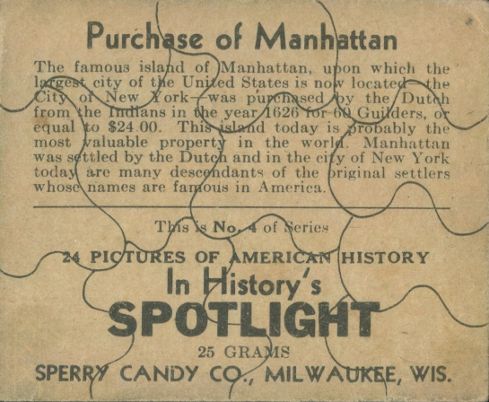 Purchase of Manhattan
The famous island of Manhattan, upon which the
largest city of the United States is now located—the
City of New York—was purchased by the Dutch
from the Indians in the year 1626 for 60 Guilders, or
equal to $24.00. This island today is probably the
most valuable property in the world. Manhattan
was settled by the Dutch and in the city of New York
today are many descendants of the original settlers
whose names are famous in America.
This is No. 4 of Series
24 PICTURES OF AMERICAN HISTORY
In History's
SPOTLIGHT
25 GRAMS
SPERRY CANDY CO., MILWAUKEE, WIS.